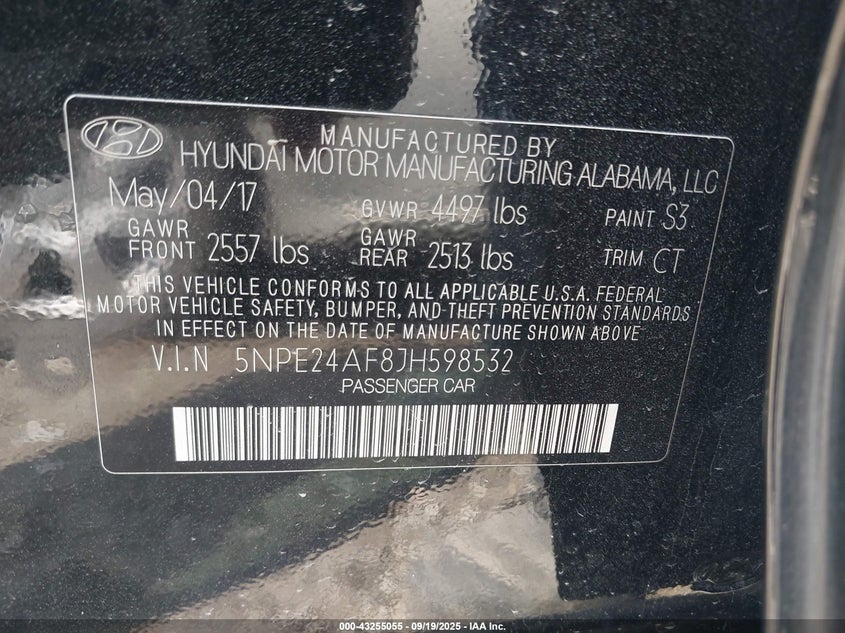 MANUFACTURED BY
HYUNDAI MOTOR MANUFACTURING ALABAMA, LLC
May/04/17 GVWR 4497 lbs PAINT S3
GAWR FRONT 2557 lbs GAWR REAR 2513 lbs TRIM CT
THIS VEHICLE CONFORMS TO ALL APPLICABLE U.S.A. FEDERAL
MOTOR VEHICLE SAFETY, BUMPER, AND THEFT PREVENTION STANDARDS
IN EFFECT ON THE DATE OF MANUFACTURE SHOWN ABOVE
V.I.N 5NPE24AF8JH598532
PASSENGER CAR
000-43255055 - 09/19/2025 - IAA Inc.